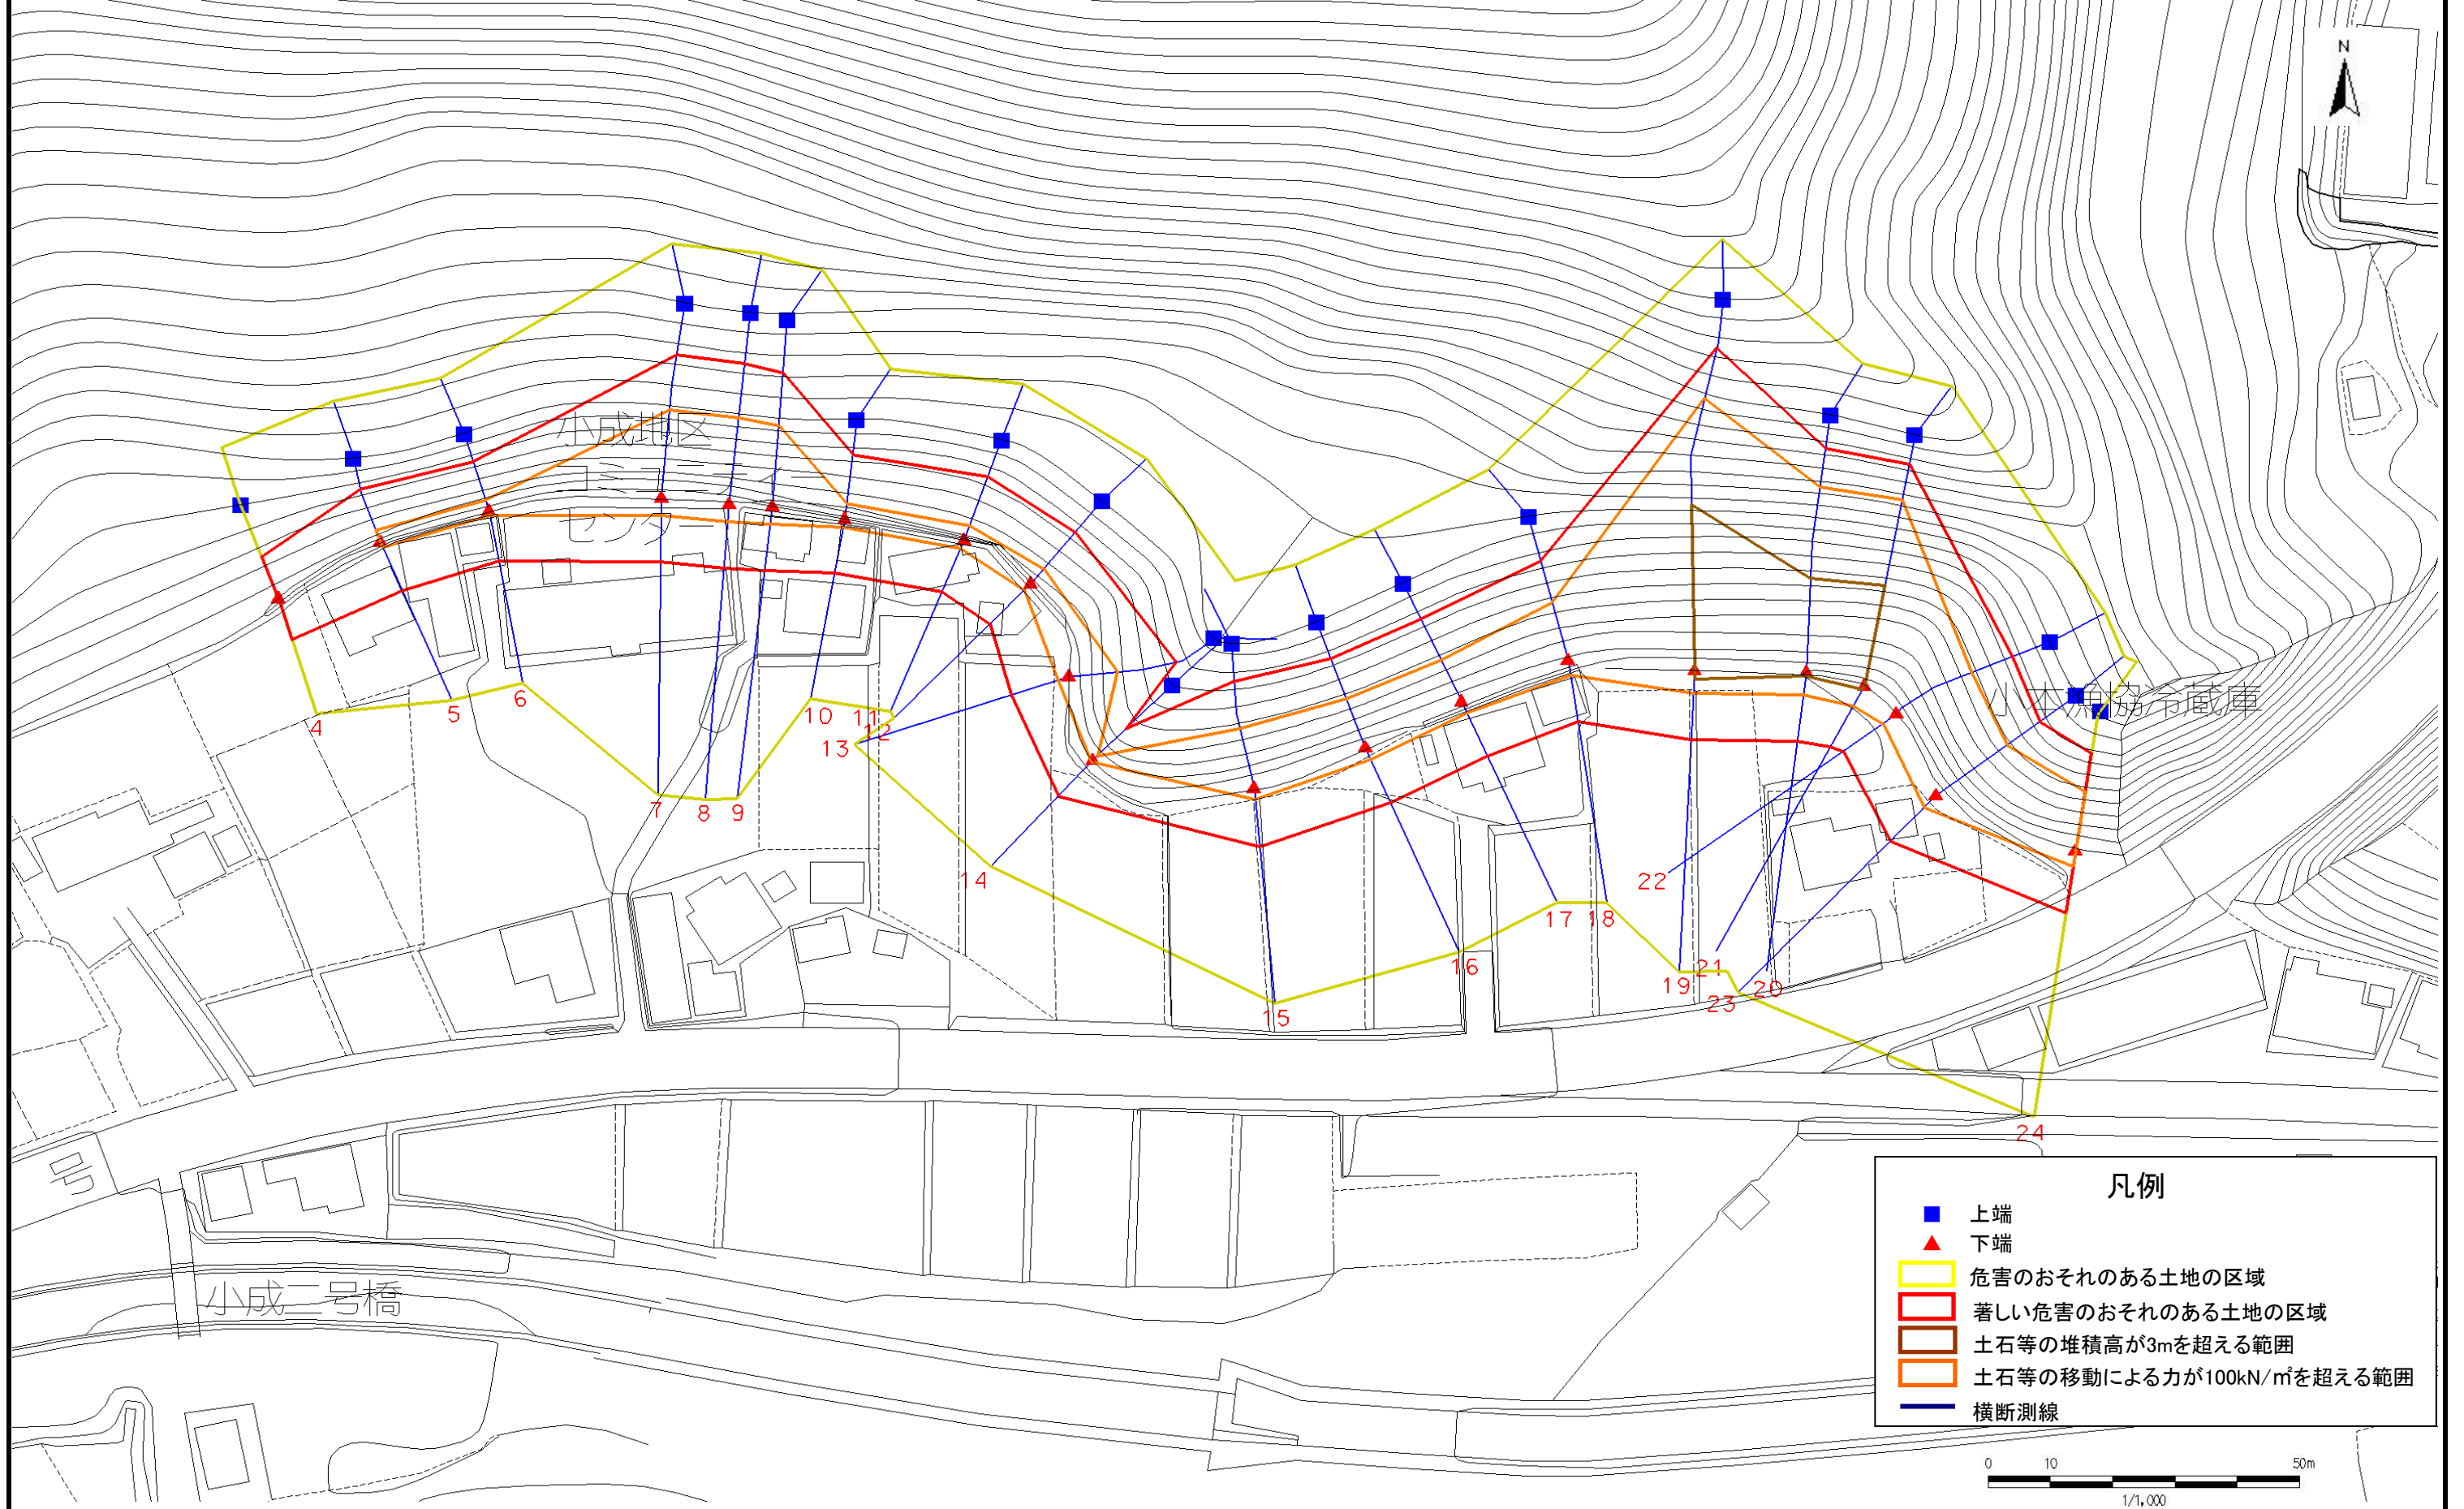 N
小成地区
コミュニティ
センター
小本漁協冷蔵庫
4
5
6
7
8
9
10
11
12
13
14
15
16
17
18
19
21
20
22
23
24
号
小成二号橋
凡例
上端
下端
危害のおそれのある土地の区域
著しい危害のおそれのある土地の区域
土石等の堆積高が3mを超える範囲
土石等の移動による力が100kN/㎡を超える範囲
横断測線
0 10 50m
1/1,000